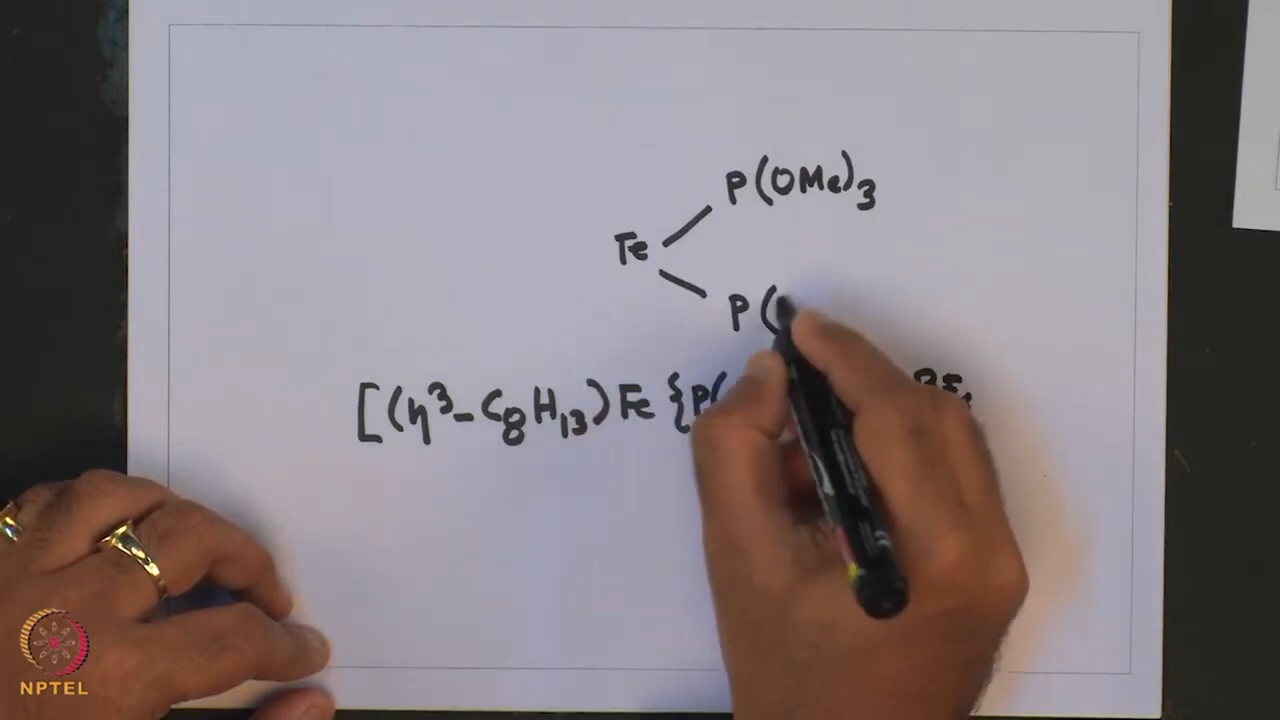 P(OMe)3
Fe
P(
[(η³-C8H13)Fe{P(
NPTEL